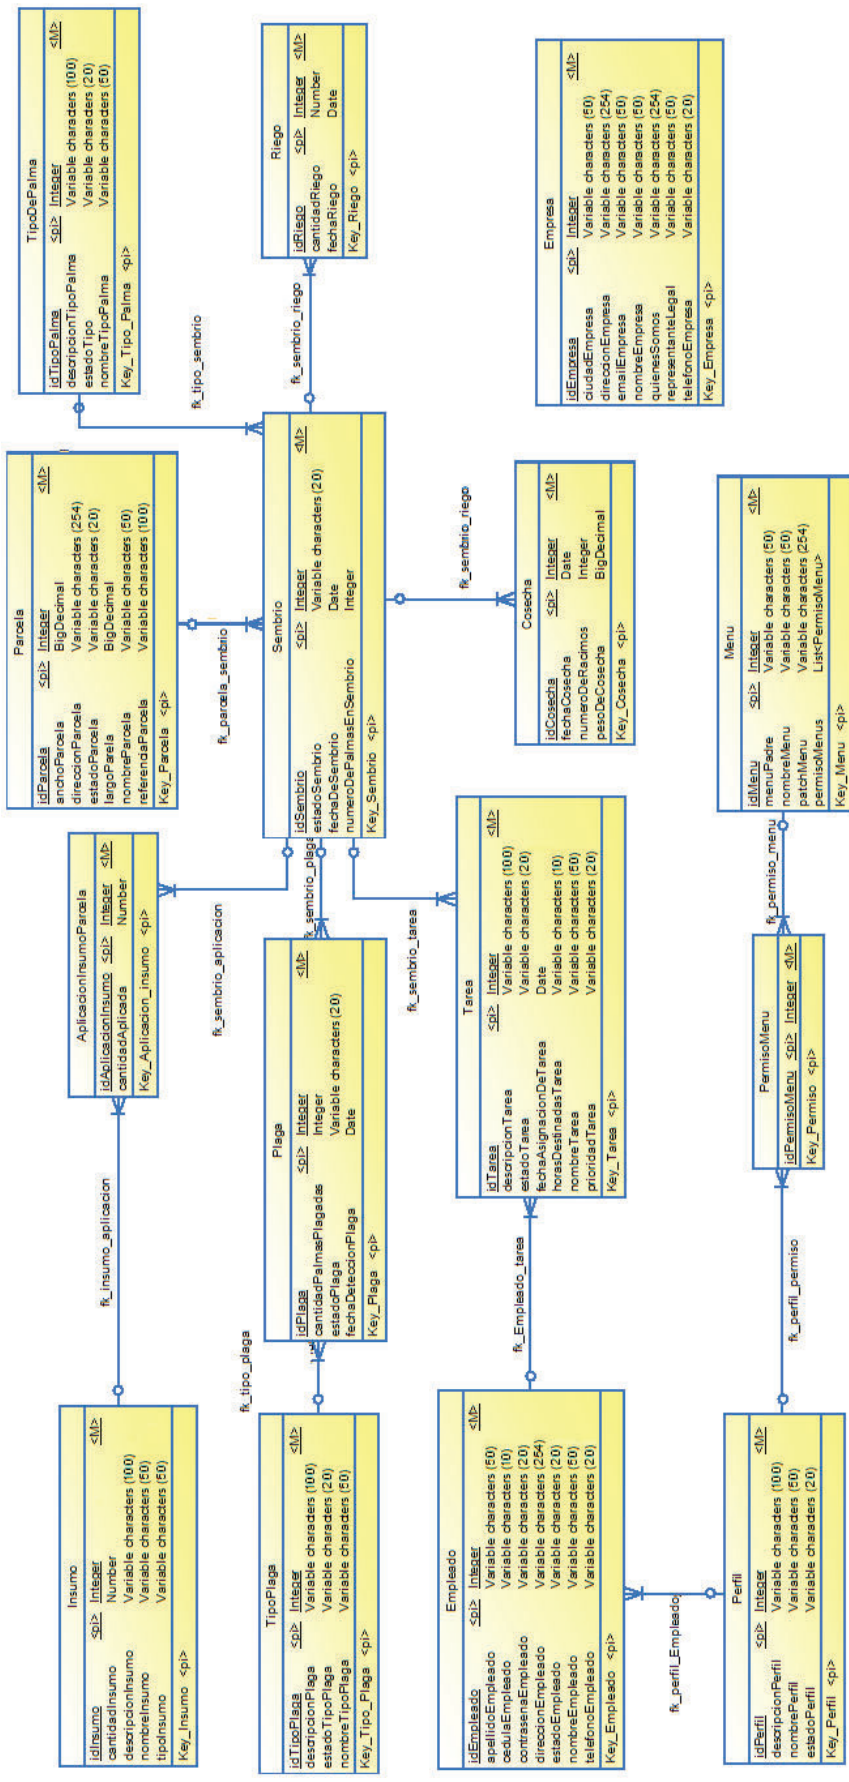 Insumo
idInsumo <pi> Integer <M>
cantidadInsumo Number
descripcionInsumo Variable characters (100)
nombreInsumo Variable characters (50)
tipoInsumo Variable characters (50)
Key_Insumo <pi>
fk_insumo_aplicacion
AplicacionInsumoParcela
idAplicacionInsumo <pi> Integer <M>
cantidadAplicada Number
Key_Aplicacion_insumo <pi>
fk_sembrio_aplicacion
Parcela
idParcela <pi> Integer <M>
anchoParcela BigDecimal
direccionParcela Variable characters (254)
estadoParcela Variable characters (20)
largoParela BigDecimal
nombreParcela Variable characters (50)
referendaParcela Variable characters (100)
Key_Parcela <pi>
fk_parcela_sembrio
TipoDePalma
idTipoPalma <pi> Integer <M>
descripcionTipoPalma Variable characters (100)
estadoTipo Variable characters (20)
nombreTipoPalma Variable characters (50)
Key_Tipo_Palma <pi>
fk_tipo_sembrio
TipoPlaga
idTipoPlaga <pi> Integer <M>
descripcionPlaga Variable characters (100)
estadoTipoPlaga Variable characters (20)
nombreTipoPlaga Variable characters (50)
Key_Tipo_Plaga <pi>
fk_tipo_plaga
Plaga
idPlaga <pi> Integer <M>
cantidadPalmasPlagadas Integer
estadoPlaga Variable characters (20)
fechaDeteccionPlaga Date
Key_Plaga <pi>
fk_sembrio_plaga
Sembrio
idSembrio <pi> Integer <M>
estadoSembrio Variable characters (20)
fechaDeSembrio Date
numeroDePalmasEnSembrio Integer
Key_Sembrio <pi>
fk_sembrio_riego
Riego
idRiego <pi> Integer <M>
cantidadRiego Number
fechaRiego Date
Key_Riego <pi>
fk_sembrio_tarea
Empleado
idEmpleado <pi> Integer <M>
apellidoEmpleado Variable characters (50)
cedulaEmpleado Variable characters (10)
contrasenaEmpleado Variable characters (20)
direccionEmpleado Variable characters (254)
estadoEmpleado Variable characters (20)
nombreEmpleado Variable characters (50)
telefonoEmpleado Variable characters (20)
Key_Empleado <pi>
fk_Empleado_tarea
Tarea
idTarea <pi> Integer <M>
descripcionTarea Variable characters (100)
estadoTarea Variable characters (20)
fechaAsignacionDeTarea Date
horasDestinadasTarea Variable characters (10)
nombreTarea Variable characters (50)
prioridadTarea Variable characters (20)
Key_Tarea <pi>
fk_sembrio_riego
Cosecha
idCosecha <pi> Integer <M>
fechaCosecha Date
numeroDeRacimos Integer
pesoDeCosecha BigDecimal
Key_Cosecha <pi>
Empresa
idEmpresa <pi> Integer <M>
ciudadEmpresa Variable characters (50)
direccionEmpresa Variable characters (254)
emailEmpresa Variable characters (50)
nombreEmpresa Variable characters (50)
quienesSomos Variable characters (254)
representanteLegal Variable characters (50)
telefonoEmpresa Variable characters (20)
Key_Empresa <pi>
fk_perfil_Empleado
Perfil
idPerfil <pi> Integer <M>
descripcionPerfil Variable characters (100)
nombrePerfil Variable characters (50)
estadoPerfil Variable characters (20)
Key_Perfil <pi>
fk_perfil_permiso
PermisoMenu
idPemisoMenu <pi> Integer <M>
Key_Permiso <pi>
fk_permiso_menu
Menu
idMenu <pi> Integer <M>
menuPadre Variable characters (50)
nombreMenu Variable characters (50)
patchMenu Variable characters (254)
permisoMenus List<PermisoMenu>
Key_Menu <pi>